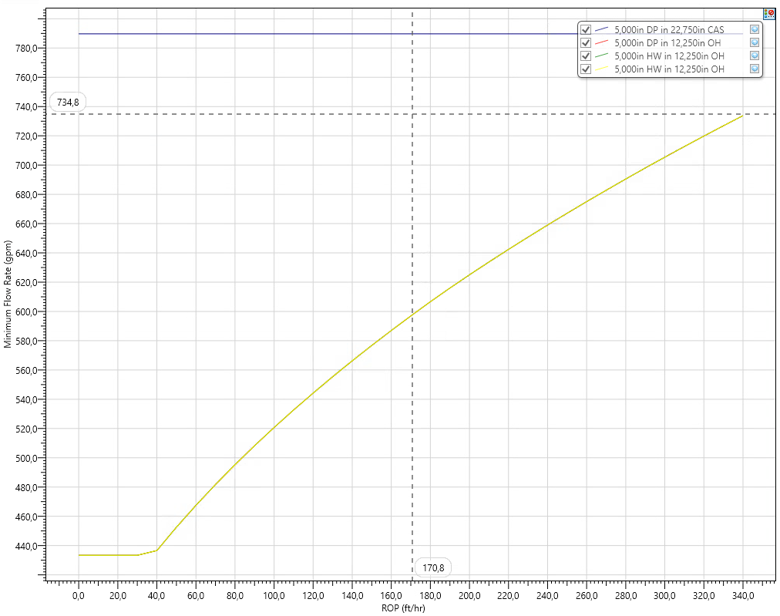 5,000in DP in 22,750in CAS
5,000in DP in 12,250in OH
5,000in HW in 12,250in OH
5,000in HW in 12,250in OH
780,0
760,0
740,0
734,8
720,0
700,0
680,0
660,0
640,0
620,0
600,0
580,0
560,0
540,0
520,0
500,0
480,0
460,0
440,0
Minimum Flow Rate (gpm)
170,8
0,0 20,0 40,0 60,0 80,0 100,0 120,0 140,0 160,0 180,0 200,0 220,0 240,0 260,0 280,0 300,0 320,0 340,0
ROP (ft/hr)